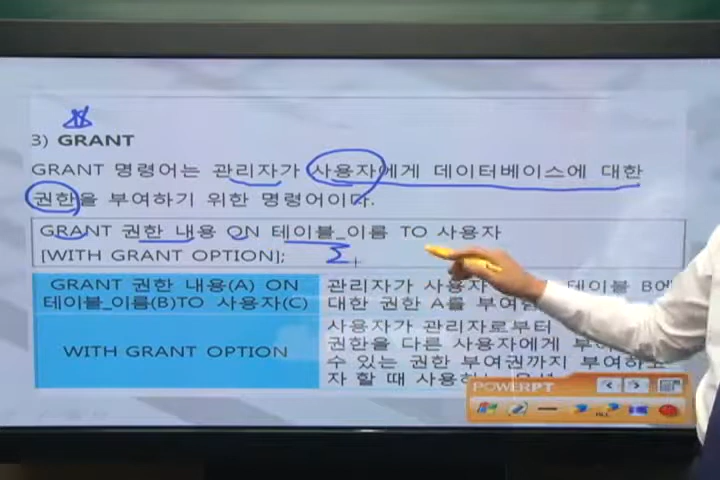 3) GRANT
GRANT 명령어는 관리자가 사용자에게 데이터베이스에 대한
권한을 부여하기 위한 명령어이다.
GRANT 권한 내용 ON 테이블_이름 TO 사용자
[WITH GRANT OPTION];
GRANT 권한 내용(A) ON
테이블_이름(B)TO 사용자(C)
관리자가 사용자 테이블 B에
대한 권한 A를
WITH GRANT OPTION
사용자가 관리자로부터
권한을 다른 사용자에게
수 있는 권한 부여권까지 부여하고
자 할 때
POWERPT